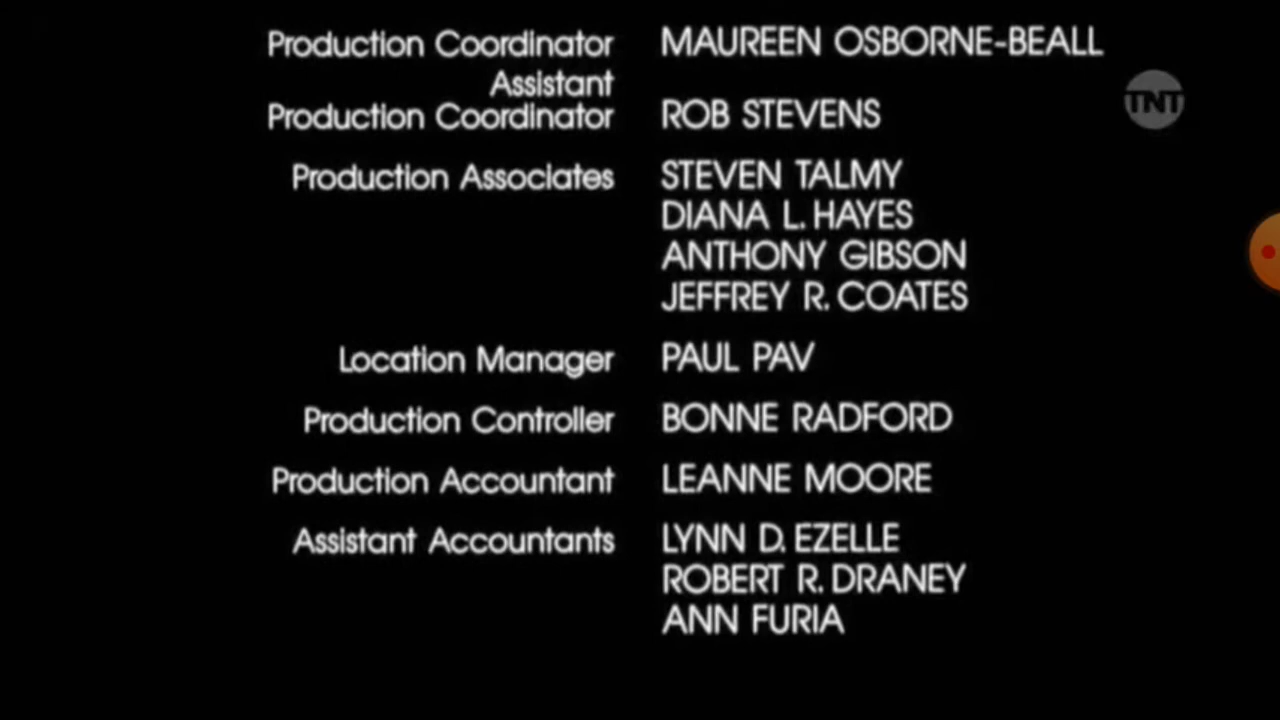 Production Coordinator MAUREEN OSBORNE-BEALL
TNT
Assistant
Production Coordinator ROB STEVENS
Production Associates STEVEN TALMY
DIANA L. HAYES
ANTHONY GIBSON
JEFFREY R. COATES
Location Manager PAUL PAV
Production Controller BONNE RADFORD
Production Accountant LEANNE MOORE
Assistant Accountants LYNN D. EZELLE
ROBERT R. DRANEY
ANN FURIA